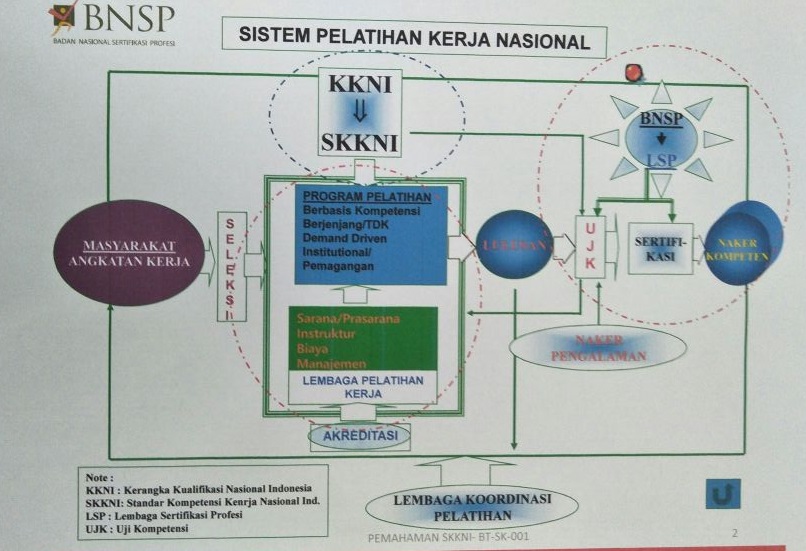 BNSP
BADAN NASIONAL SERTIFIKASI PROFESI
SISTEM PELATIHAN KERJA NASIONAL
KKNI
⇓
SKKNI
BNSP
LSP
MASYARAKAT
ANGKATAN KERJA
SELEKSI
PROGRAM PELATIHAN
Berbasis Kompetensi
Berjenjang/TDK
Demand Driven
Institutional/
Pemagangan
LULUSAN
UJK
SERTIFI-
KASI
NAKER
KOMPETEN
Sarana/Prasarana
Instruktur
Biaya
Manajemen
LEMBAGA PELATIHAN
KERJA
NAKER
PENGALAMAN
AKREDITASI
Note :
KKNI : Kerangka Kualifikasi Nasional Indonesia
SKKNI: Standar Kompetensi Kenrja Nasional Ind.
LSP : Lembaga Sertifikasi Profesi
UJK : Uji Kompetensi
LEMBAGA KOORDINASI
PELATIHAN
PEMAHAMAN SKKNI- BT-SK-001
2